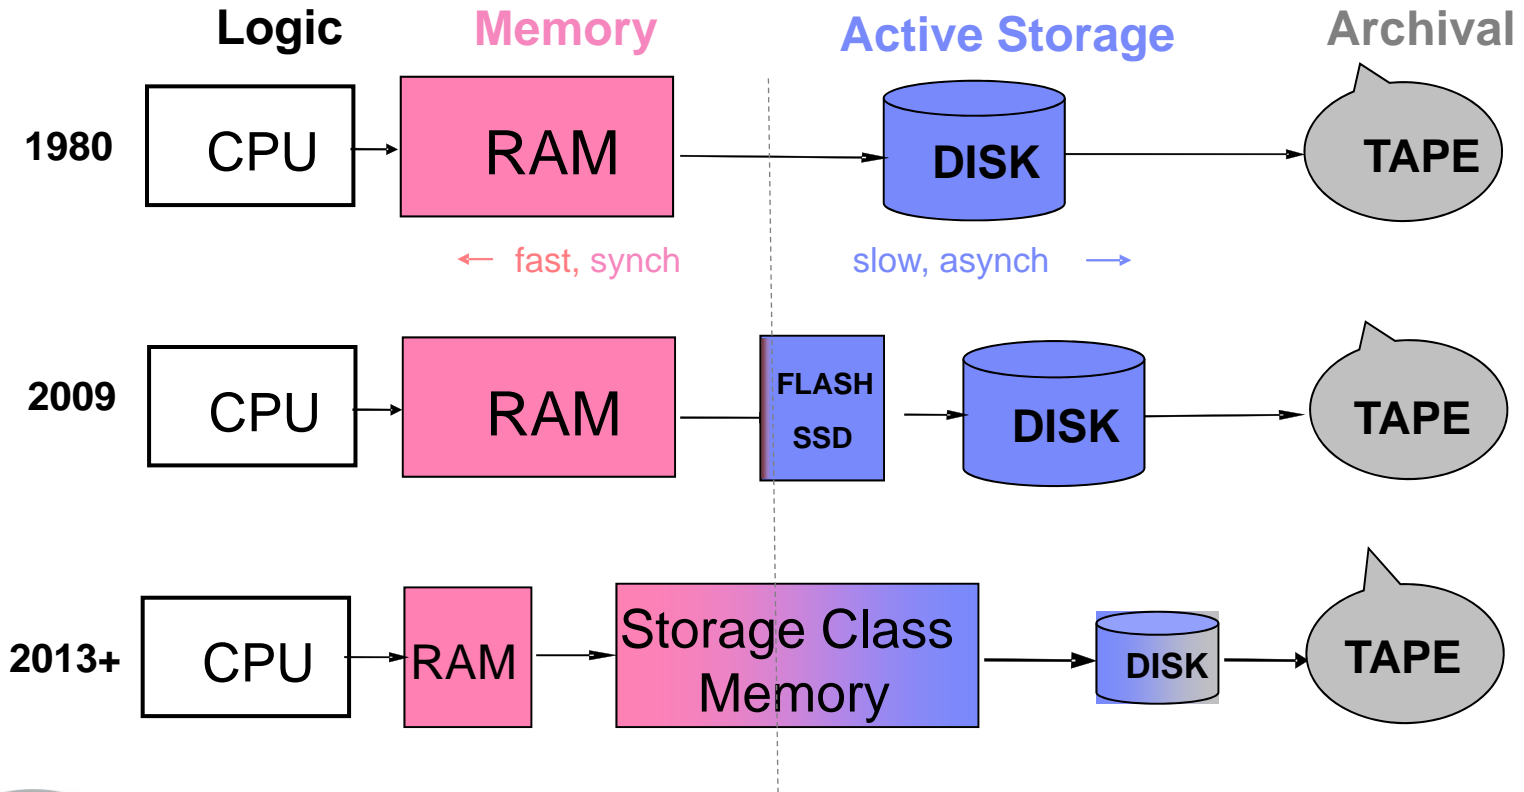 Logic Memory Active Storage Archival
1980 CPU RAM DISK TAPE
← fast, synch slow, asynch →
2009 CPU RAM FLASH SSD DISK TAPE
2013+ CPU RAM Storage Class Memory DISK TAPE